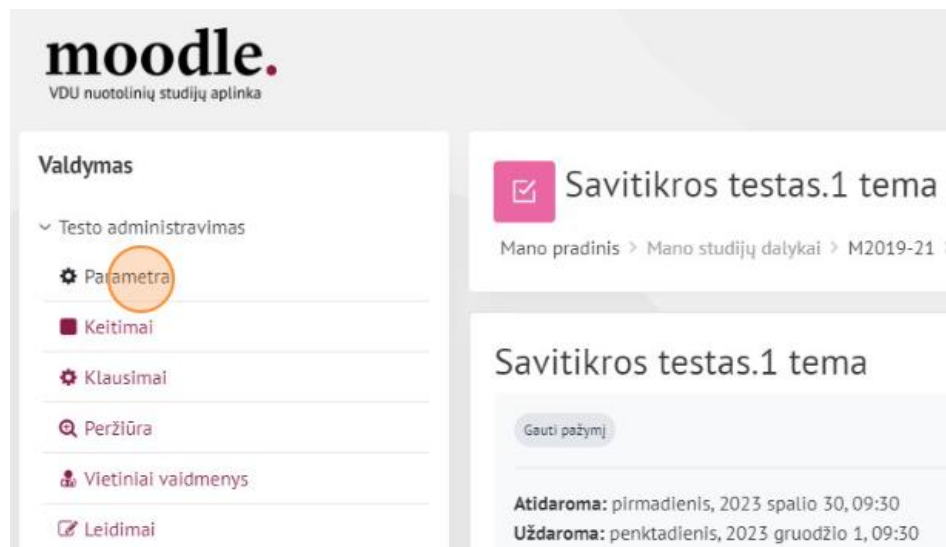 moodle.
VDU nuotolinių studijų aplinka
Valdymas
Testo administravimas
Parametra
Keitimai
Klausimai
Peržiūra
Vietiniai vaidmenys
Leidimai
Savitikros testas.1 tema
Mano pradinis > Mano studijų dalykai > M2019-21
Savitikros testas.1 tema
Gauti pažymį
Atidaroma: pirmadienis, 2023 spalio 30, 09:30
Uždaroma: penktadienis, 2023 gruodžio 1, 09:30